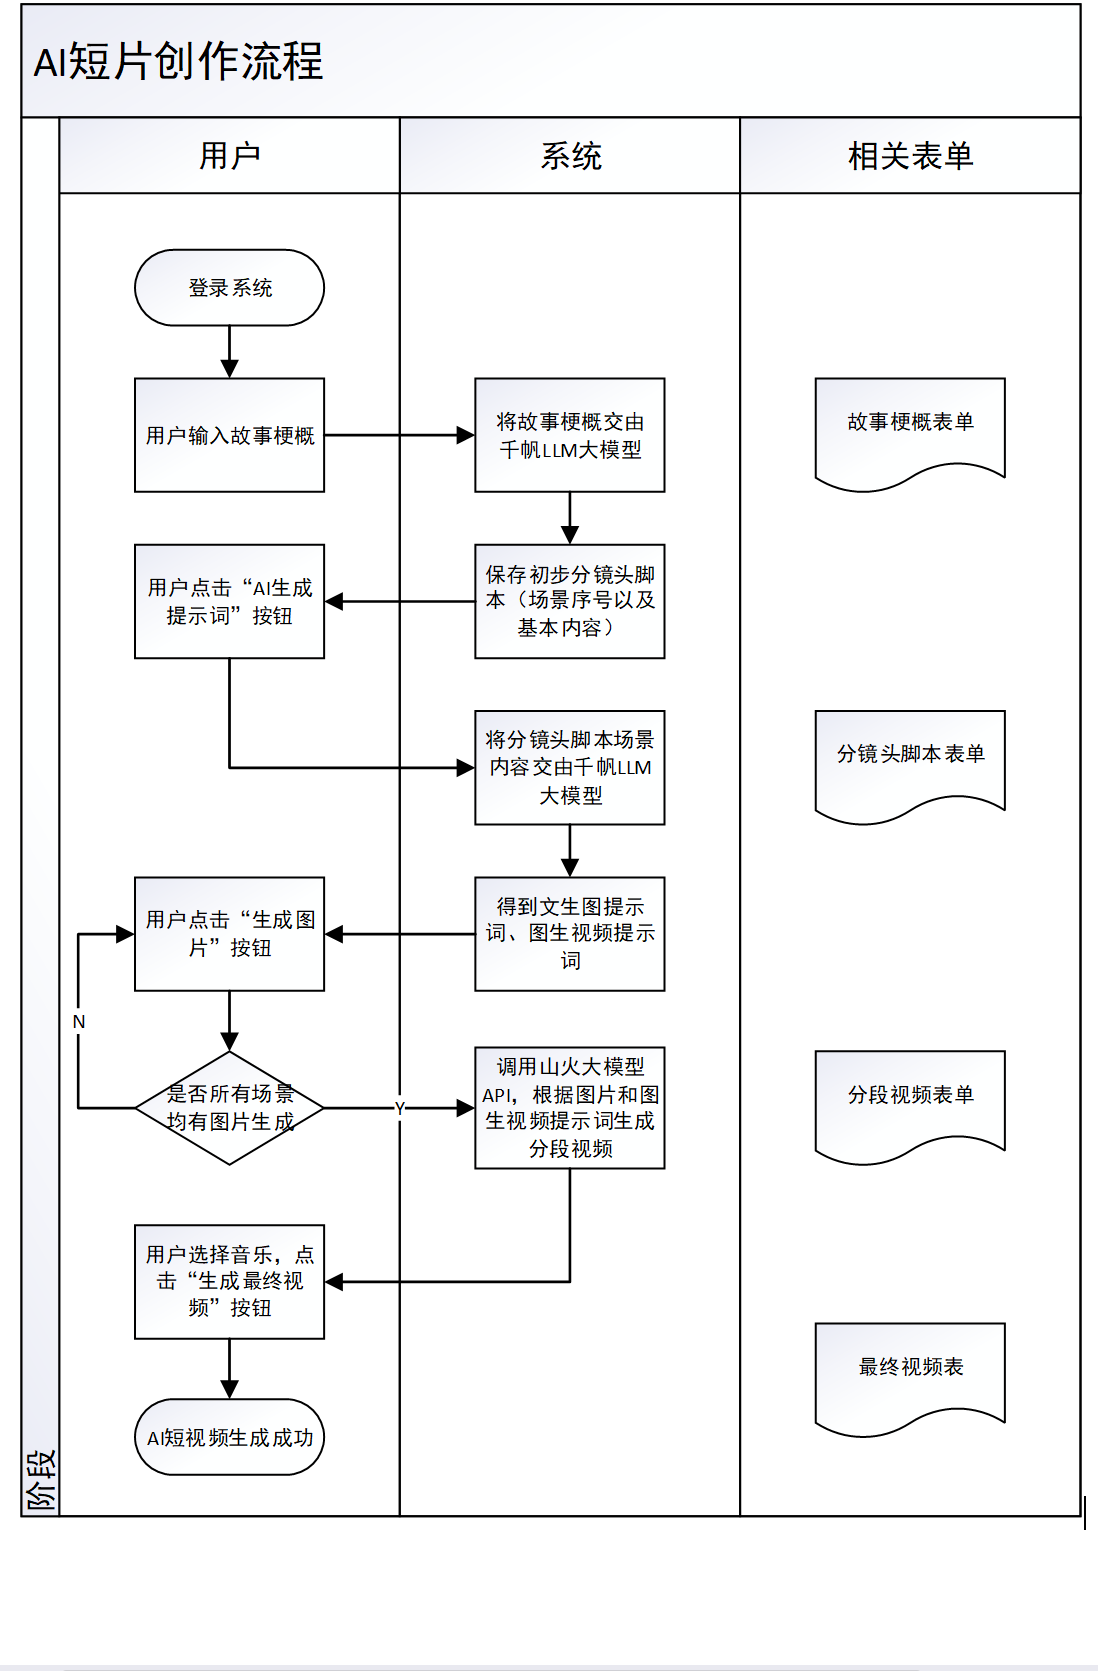 AI短片创作流程
用户
系统
相关表单
登录系统
用户输入故事梗概
将故事梗概交由
千帆LLM大模型
故事梗概表单
用户点击“AI生成
提示词”按钮
保存初步分镜头脚
本（场景序号以及
基本内容）
将分镜头脚本场景
内容交由千帆LLM
大模型
分镜头脚本表单
用户点击“生成图
片”按钮
得到文生图提示
词、图生视频提示
词
N
是否所有场景
均有图片生成
Y
调用山火大模型
API，根据图片和图
生视频提示词生成
分段视频
分段视频表单
用户选择音乐，点
击“生成最终视
频”按钮
最终视频表
AI短视频生成成功
阶段